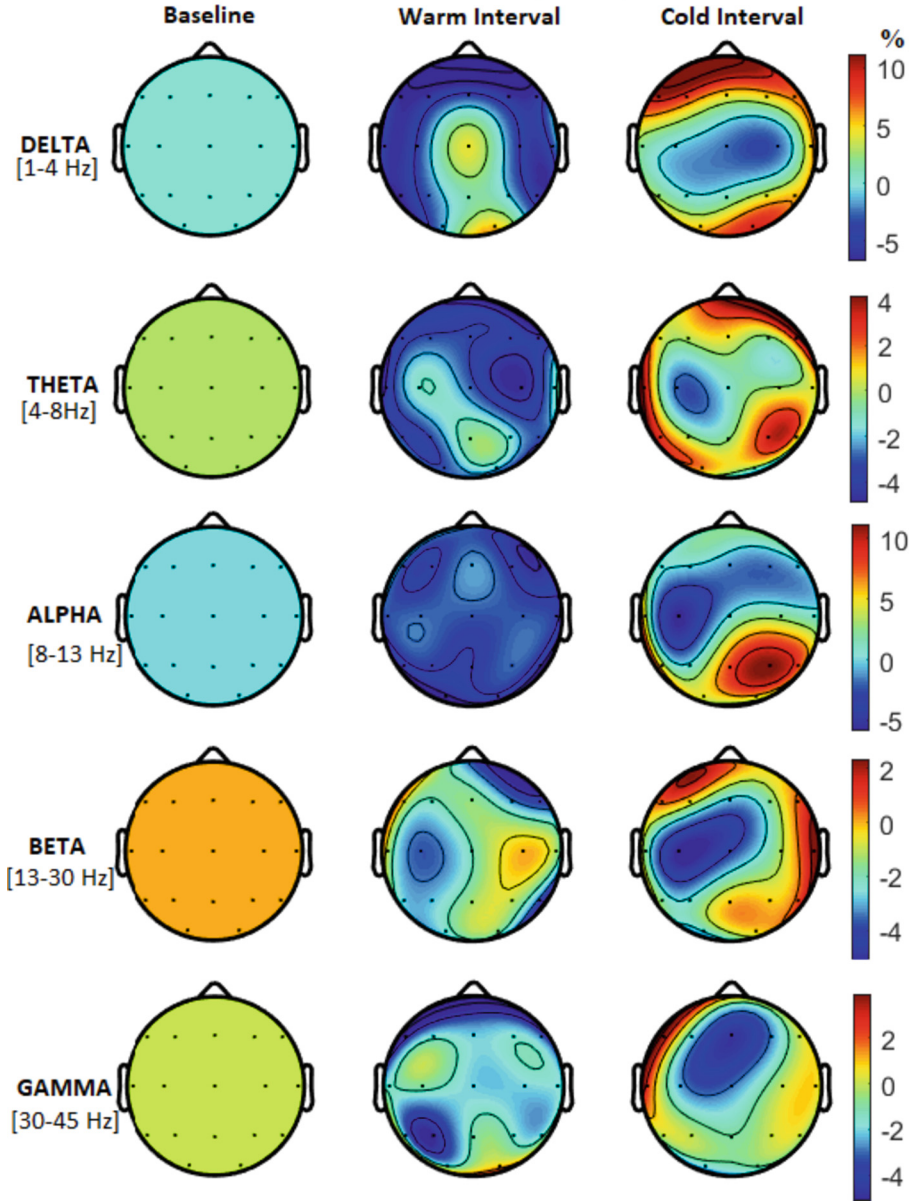 Baseline Warm Interval Cold Interval
%
10
5
0
-5
DELTA
[1-4 Hz]
4
2
0
-2
-4
THETA
[4-8Hz]
10
5
0
-5
ALPHA
[8-13 Hz]
2
0
-2
-4
BETA
[13-30 Hz]
2
0
-2
-4
GAMMA
[30-45 Hz]